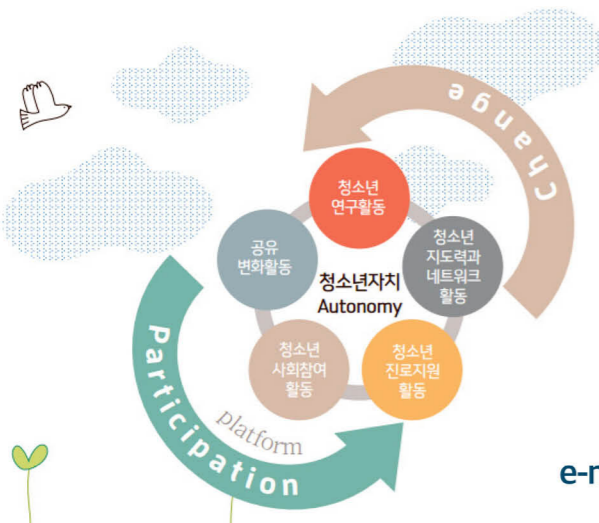 Change
청소년
연구활동
공유
변화활동
청소년
지도력과
네트워크
활동
청소년자치
Autonomy
청소년
사회참여
활동
청소년
진로지원
활동
platform
Participation